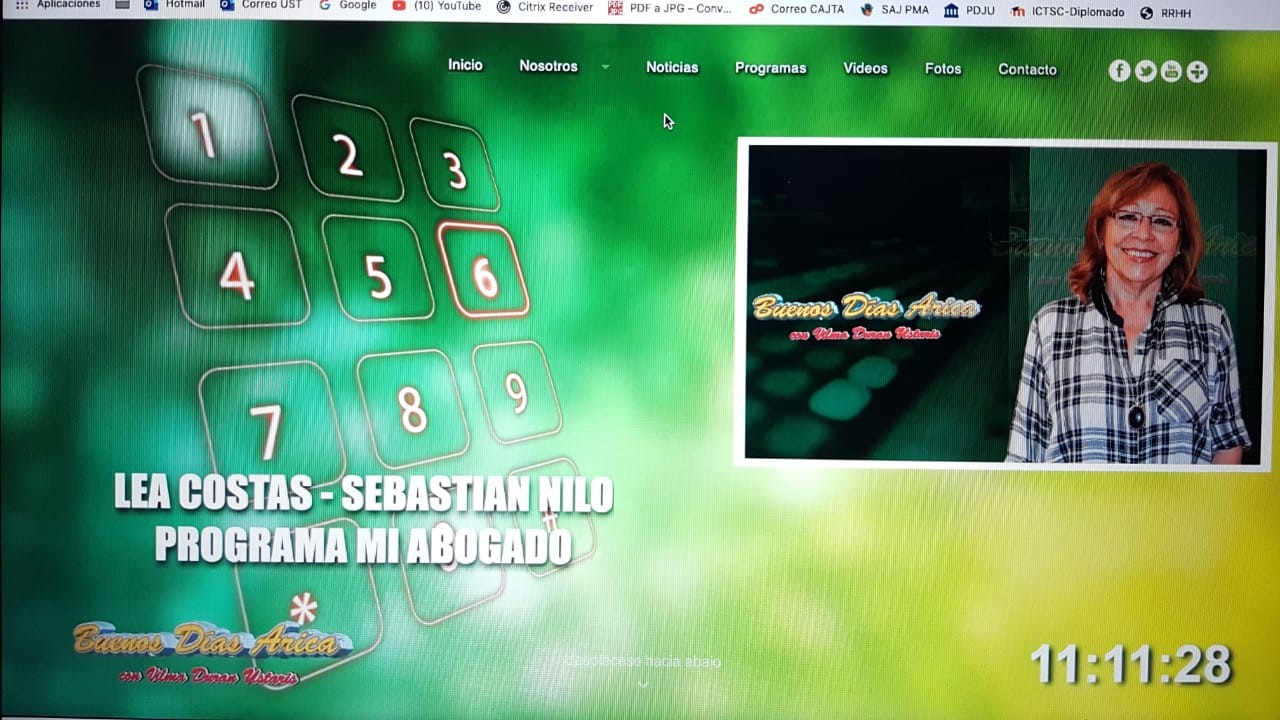 Aplicaciones Hotmail Correo UST Google (10) YouTube Citrix Receiver PDF a JPG – Conv... Correo CAJTA SAJ PMA PDJU ICTSC-Diplomado RRHH
Inicio Nosotros Noticias Programas Videos Fotos Contacto
1 2 3
4 5 6
7 8 9
Buenos Días Arica
con Vilma Duran Ustaris
LEA COSTAS - SEBASTIAN NILO
PROGRAMA MI ABOGADO
*
#
Buenos Días Arica
con Vilma Duran Ustaris
hacia abajo
11:11:28